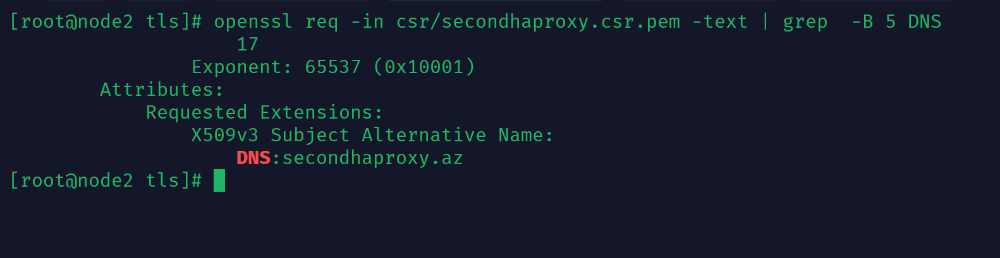 [root@node2 tls]# openssl req -in csr/secondhaproxy.csr.pem -text | grep  -B 5 DNS
                    17
                Exponent: 65537 (0x10001)
        Attributes:
            Requested Extensions:
                X509v3 Subject Alternative Name:
                    DNS:secondhaproxy.az
[root@node2 tls]#